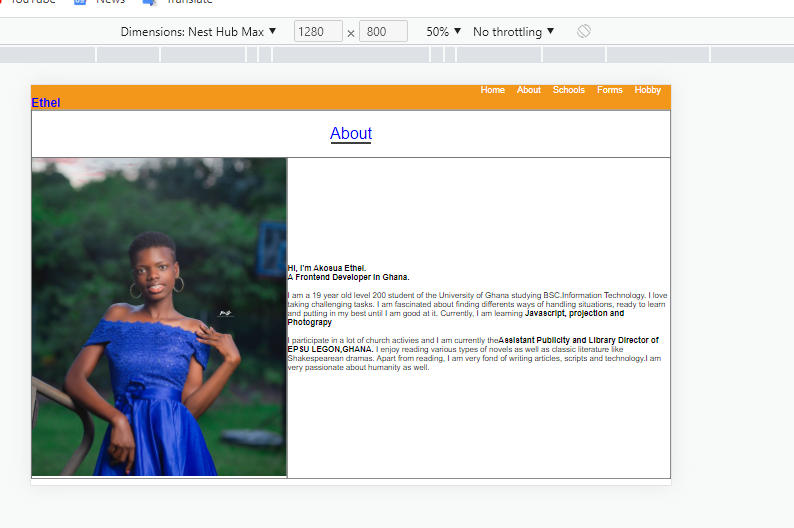 YouTube
News
Translate
Dimensions: Nest Hub Max ▼ 1280 x 800 50% ▼ No throttling ▼
Home About Schools Forms Hobby
Ethel
About
Hi, I'm Akosua Ethel.
A Frontend Developer in Ghana.
I am a 19 year old level 200 student of the University of Ghana studying BSC.Information Technology. I love
taking challenging tasks. I am fascinated about finding differents ways of handling situations, ready to learn
and putting in my best until I am good at it. Currently, I am learning Javascript, projection and
Photograpy
I participate in a lot of church activies and I am currently theAssistant Publicity and Library Director of
EPSU LEGON,GHANA. I enjoy reading various types of novels as well as classic literature like
Shakespearean dramas. Apart from reading, I am very fond of writing articles, scripts and technology.I am
very passionate about humanity as well.